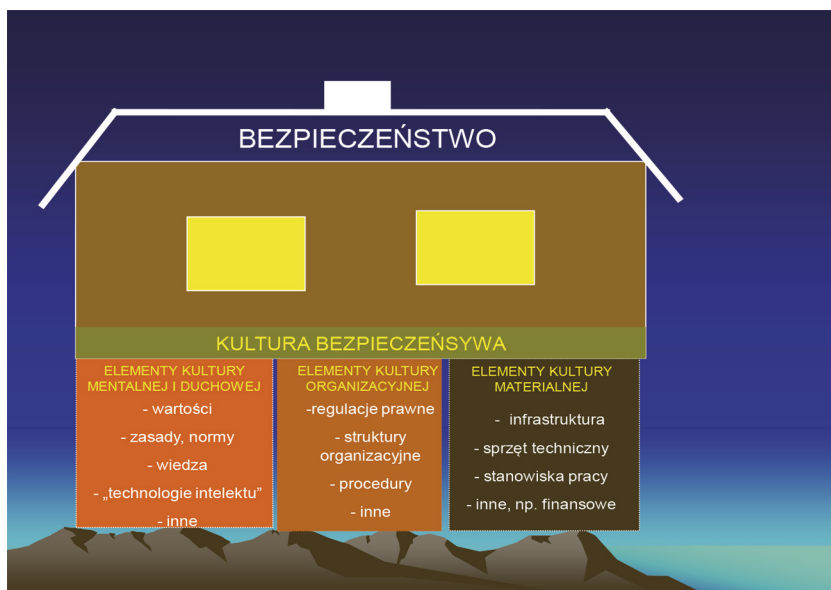 BEZPIECZEŃSTWO
KULTURA BEZPIECZEŃSYWA
ELEMENTY KULTURY
MENTALNEJ I DUCHOWEJ
- wartości
- zasady, normy
- wiedza
- „technologie intelektu”
- inne
ELEMENTY KULTURY
ORGANIZACYJNEJ
-regulacje prawne
- struktury
organizacyjne
- procedury
- inne
ELEMENTY KULTURY
MATERIALNEJ
- infrastruktura
- sprzęt techniczny
- stanowiska pracy
- inne, np. finansowe